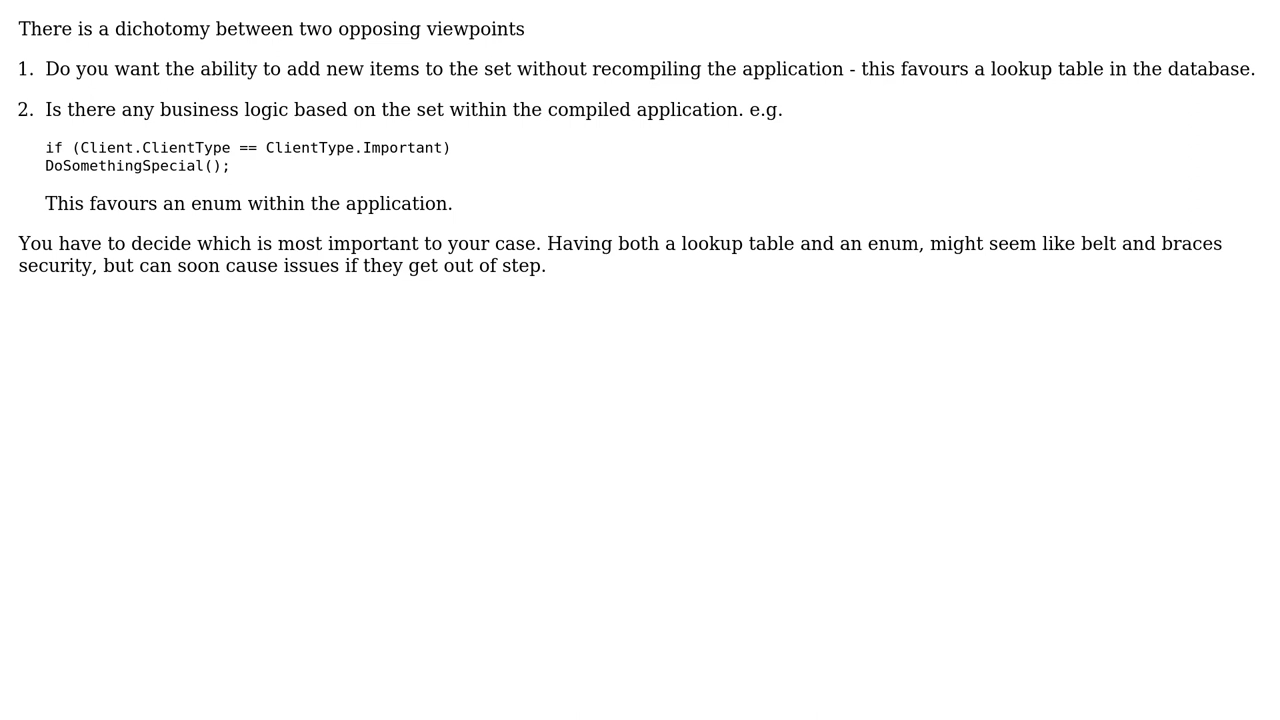 There is a dichotomy between two opposing viewpoints
1. Do you want the ability to add new items to the set without recompiling the application - this favours a lookup table in the database.
2. Is there any business logic based on the set within the compiled application. e.g.
if (Client.ClientType == ClientType.Important)
DoSomethingSpecial();
This favours an enum within the application.
You have to decide which is most important to your case. Having both a lookup table and an enum, might seem like belt and braces
security, but can soon cause issues if they get out of step.